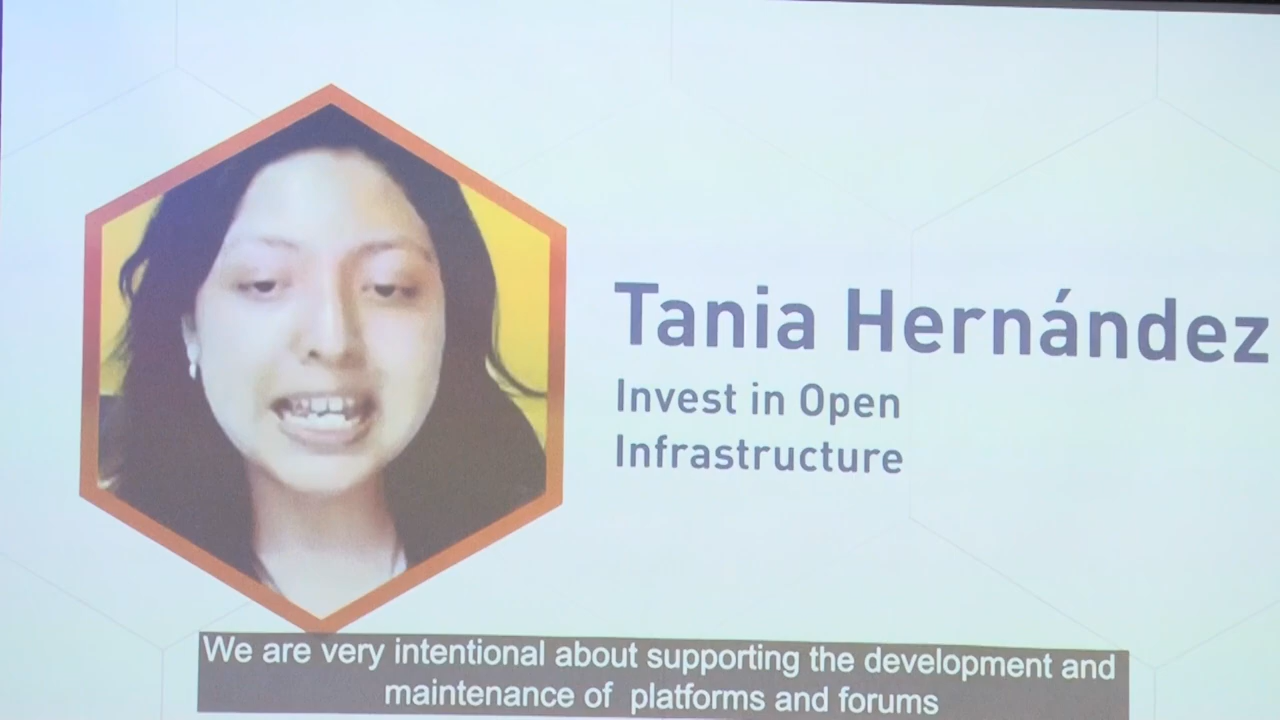 Tania Hernández
Invest in Open
Infrastructure
We are very intentional about supporting the development and
maintenance of  platforms and forums